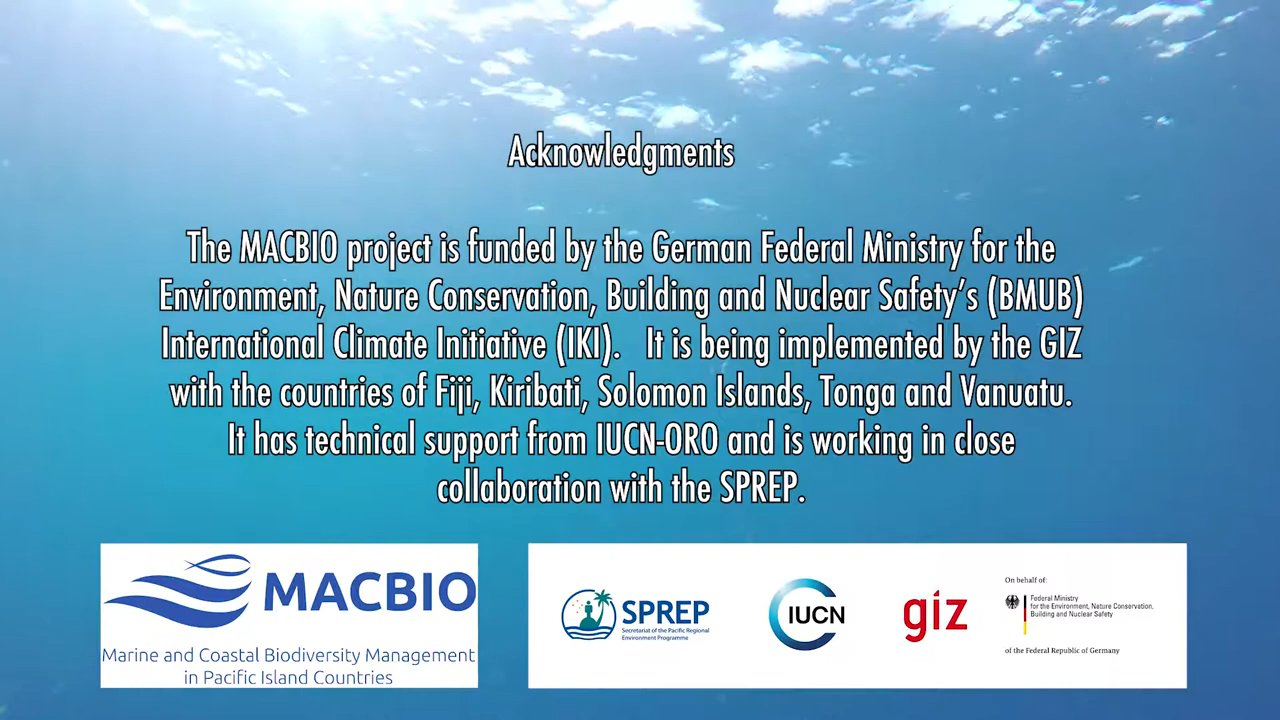 Acknowledgments
The MACBIO project is funded by the German Federal Ministry for the
Environment, Nature Conservation, Building and Nuclear Safety’s (BMUB)
International Climate Initiative (IKI). It is being implemented by the GIZ
with the countries of Fiji, Kiribati, Solomon Islands, Tonga and Vanuatu.
It has technical support from IUCN-ORO and is working in close
collaboration with the SPREP.
MACBIO
Marine and Coastal Biodiversity Management
in Pacific Island Countries
SPREP
Secretariat of the Pacific Regional
Environment Programme
IUCN
giz
On behalf of:
Federal Ministry
for the Environment, Nature Conservation,
Building and Nuclear Safety
of the Federal Republic of Germany